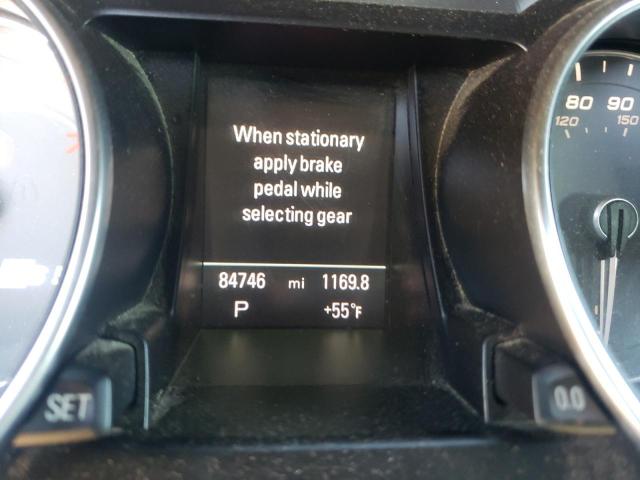 When stationary
apply brake
pedal while
selecting gear
84746 mi 1169.8
P +55°F
80 90
120 150
SET
0.0